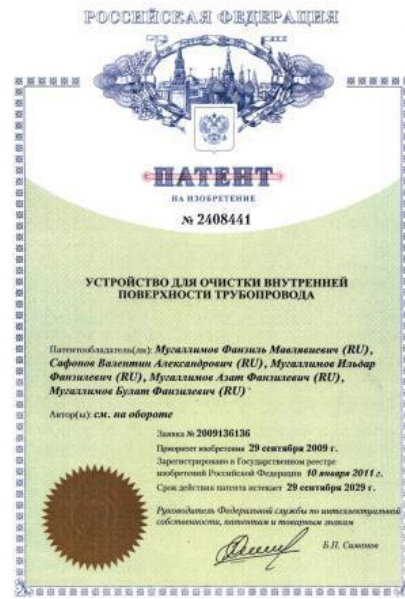 РОССИЙСКАЯ ФЕДЕРАЦИЯ
ПАТЕНТ
НА ИЗОБРЕТЕНИЕ
№ 2408441
УСТРОЙСТВО ДЛЯ ОЧИСТКИ ВНУТРЕННЕЙ
ПОВЕРХНОСТИ ТРУБОПРОВОДА
Патентообладатель(ли): Мугаллимов Фанзиль Мавлявиевич (RU),
Сафонов Валентин Александрович (RU), Мугаллимов Ильдар
Фанзилевич (RU), Мугаллимов Азат Фанзилевич (RU),
Мугаллимов Булат Фанзилевич (RU)
Автор(ы): см. на обороте
Заявка № 2009136136
Приоритет изобретения 29 сентября 2009 г.
Зарегистрировано в Государственном реестре
изобретений Российской Федерации 10 января 2011 г.
Срок действия патента истекает 29 сентября 2029 г.
Руководитель Федеральной службы по интеллектуальной
собственности, патентам и товарным знакам
Б.П. Симонов